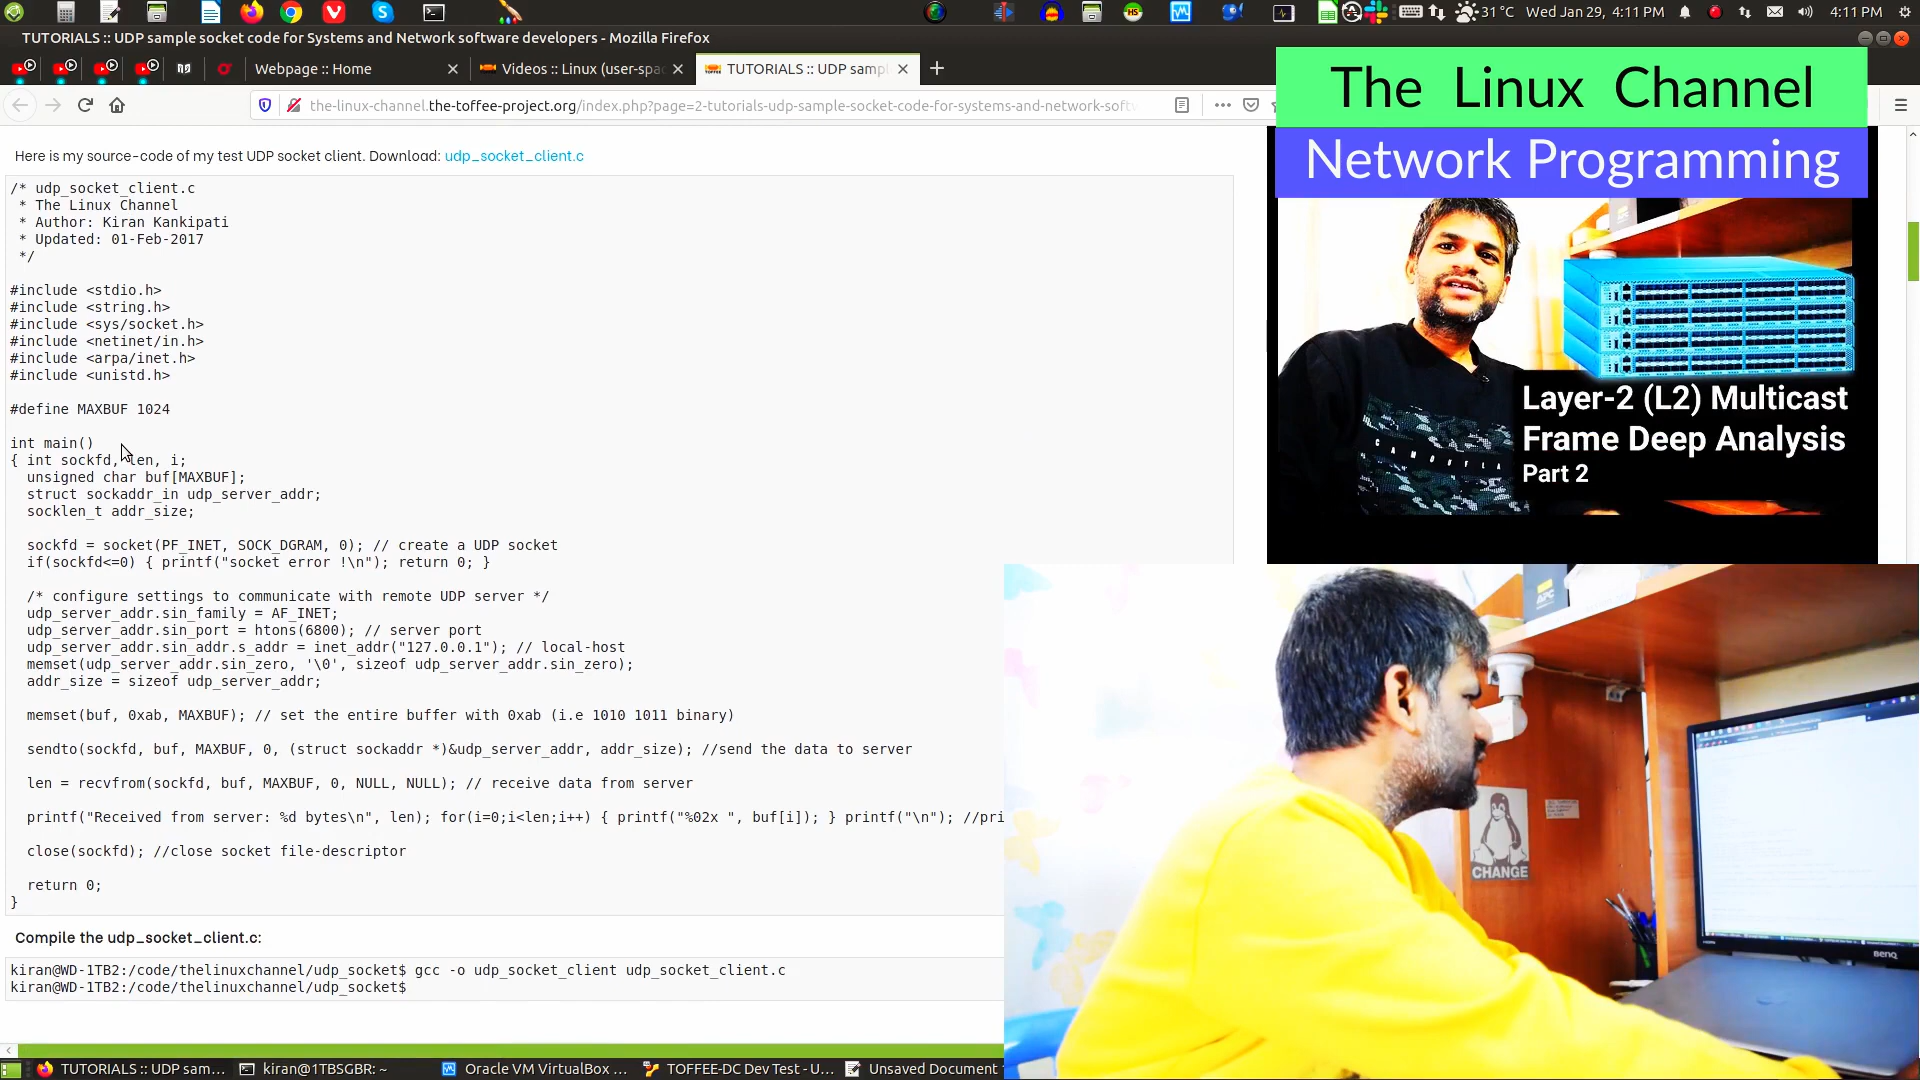 31 °C
Wed Jan 29, 4:11 PM
4:11 PM
TUTORIALS :: UDP sample socket code for Systems and Network software developers - Mozilla Firefox
Webpage :: Home
Videos :: Linux (user-spac
TUTORIALS :: UDP samp
the-linux-channel.the-toffee-project.org/index.php?page=2-tutorials-udp-sample-socket-code-for-systems-and-network-softw
The Linux Channel
Network Programming
Layer-2 (L2) Multicast
Frame Deep Analysis
Part 2
Here is my source-code of my test UDP socket client. Download: udp_socket_client.c
/* udp_socket_client.c
* The Linux Channel
* Author: Kiran Kankipati
* Updated: 01-Feb-2017
*/
#include <stdio.h>
#include <string.h>
#include <sys/socket.h>
#include <netinet/in.h>
#include <arpa/inet.h>
#include <unistd.h>
#define MAXBUF 1024
int main()
{ int sockfd, len, i;
unsigned char buf[MAXBUF];
struct sockaddr_in udp_server_addr;
socklen_t addr_size;
sockfd = socket(PF_INET, SOCK_DGRAM, 0); // create a UDP socket
if(sockfd<=0) { printf("socket error !\n"); return 0; }
/* configure settings to communicate with remote UDP server */
udp_server_addr.sin_family = AF_INET;
udp_server_addr.sin_port = htons(6800); // server port
udp_server_addr.sin_addr.s_addr = inet_addr("127.0.0.1"); // local-host
memset(udp_server_addr.sin_zero, '\0', sizeof udp_server_addr.sin_zero);
addr_size = sizeof udp_server_addr;
memset(buf, 0xab, MAXBUF); // set the entire buffer with 0xab (i.e 1010 1011 binary)
sendto(sockfd, buf, MAXBUF, 0, (struct sockaddr *)&udp_server_addr, addr_size); //send the data to server
len = recvfrom(sockfd, buf, MAXBUF, 0, NULL, NULL); // receive data from server
printf("Received from server: %d bytes\n", len); for(i=0;i<len;i++) { printf("%02x ", buf[i]); } printf("\n"); //pri
close(sockfd); //close socket file-descriptor
return 0;
}
Compile the udp_socket_client.c:
kiran@WD-1TB2:/code/thelinuxchannel/udp_socket$ gcc -o udp_socket_client udp_socket_client.c
kiran@WD-1TB2:/code/thelinuxchannel/udp_socket$
APC
CHANGE
BenQ
TUTORIALS :: UDP sam...
kiran@1TBSGBR: ~
Oracle VM VirtualBox ...
TOFFEE-DC Dev Test - U...
Unsaved Document